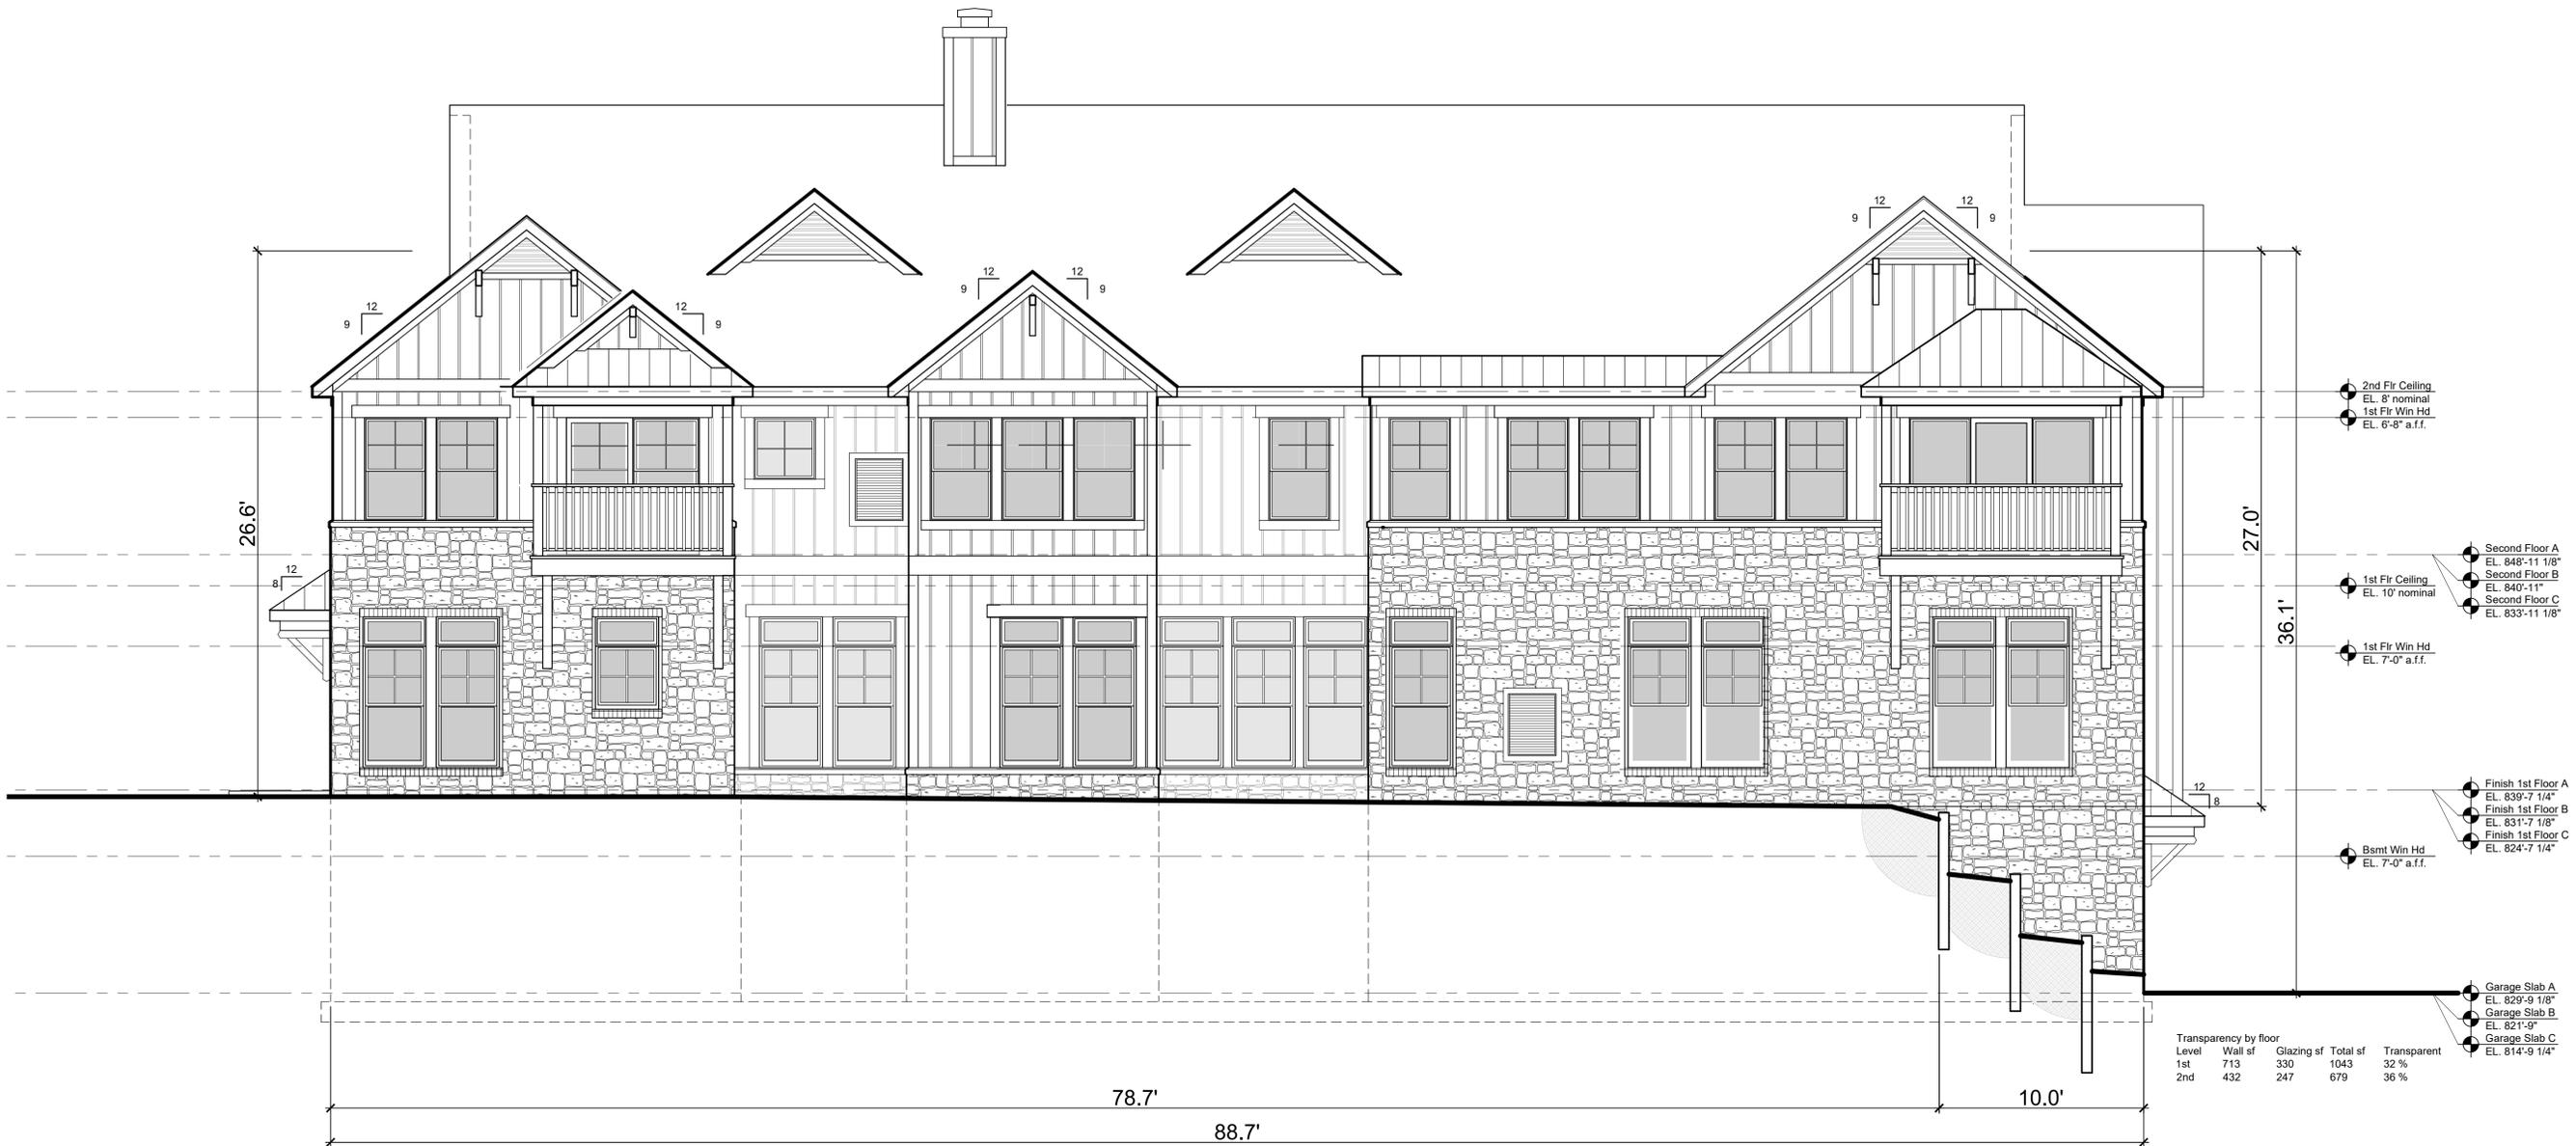 12
12
9
9
12
12
9
9
12
9
12
9
2nd Flr Ceiling
EL. 8' nominal
1st Flr Win Hd
EL. 6'-8" a.f.f.
26.6'
27.0'
36.1'
Second Floor A
EL. 848'-11 1/8"
Second Floor B
EL. 840'-11"
Second Floor C
EL. 833'-11 1/8"
12
8
1st Flr Ceiling
EL. 10' nominal
1st Flr Win Hd
EL. 7'-0" a.f.f.
12
8
Finish 1st Floor A
EL. 839'-7 1/4"
Finish 1st Floor B
EL. 831'-7 1/8"
Finish 1st Floor C
EL. 824'-7 1/4"
Bsmt Win Hd
EL. 7'-0" a.f.f.
Garage Slab A
EL. 829'-9 1/8"
Garage Slab B
EL. 821'-9"
Garage Slab C
EL. 814'-9 1/4"
Transparency by floor
Level Wall sf Glazing sf Total sf Transparent
1st 713 330 1043 32 %
2nd 432 247 679 36 %
78.7'
10.0'
88.7'